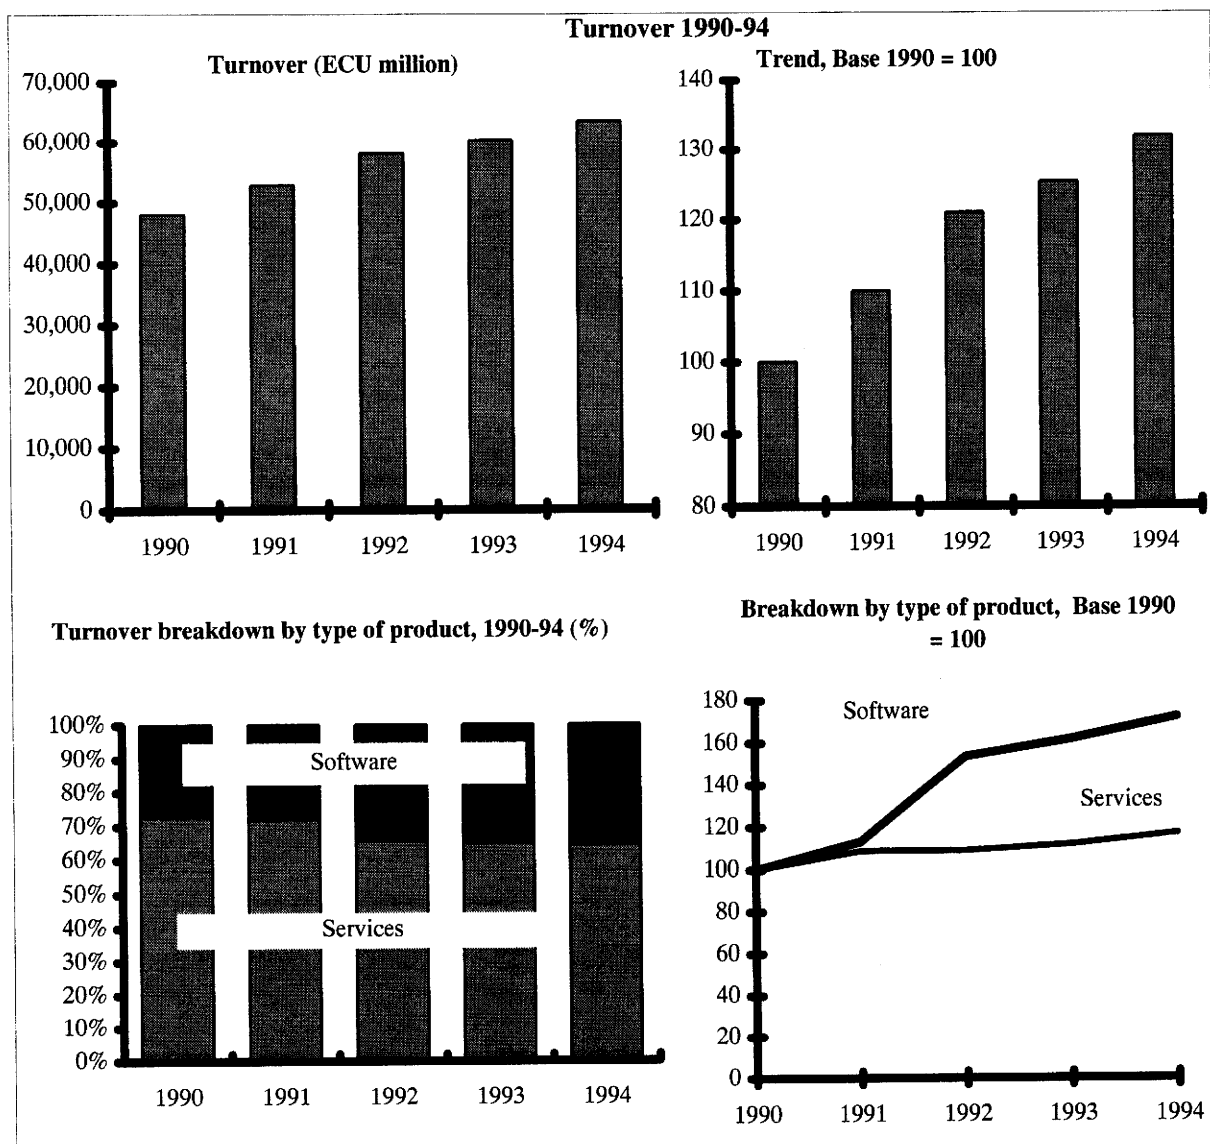 Turnover 1990-94
Turnover (ECU million)
70,000
60,000
50,000
40,000
30,000
20,000
10,000
0
1990 1991 1992 1993 1994
Trend, Base 1990 = 100
140
130
120
110
100
90
80
1990 1991 1992 1993 1994
Turnover breakdown by type of product, 1990-94 (%)
100%
90%
80%
70%
60%
50%
40%
30%
20%
10%
0%
Software
Services
1990 1991 1992 1993 1994
Breakdown by type of product, Base 1990
= 100
180
160
140
120
100
80
60
40
20
0
Software
Services
1990 1991 1992 1993 1994